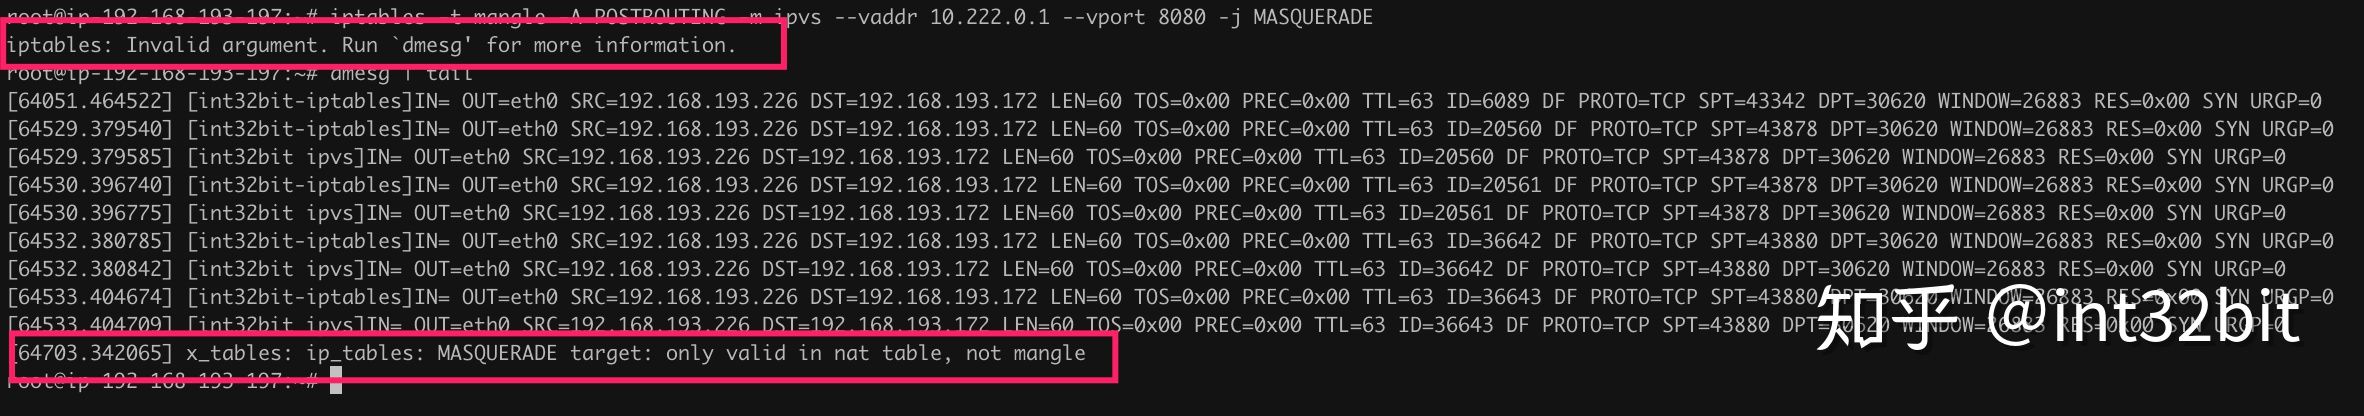 root@ip-192-168-193-197:~# iptables -t mangle -A POSTROUTING -m ipvs --vaddr 10.222.0.1 --vport 8080 -j MASQUERADE
iptables: Invalid argument. Run `dmesg' for more information.
root@ip-192-168-193-197:~# dmesg | tail
[64051.464522] [int32bit-iptables]IN= OUT=eth0 SRC=192.168.193.226 DST=192.168.193.172 LEN=60 TOS=0x00 PREC=0x00 TTL=63 ID=6089 DF PROTO=TCP SPT=43342 DPT=30620 WINDOW=26883 RES=0x00 SYN URGP=0
[64529.379540] [int32bit-iptables]IN= OUT=eth0 SRC=192.168.193.226 DST=192.168.193.172 LEN=60 TOS=0x00 PREC=0x00 TTL=63 ID=20560 DF PROTO=TCP SPT=43878 DPT=30620 WINDOW=26883 RES=0x00 SYN URGP=0
[64529.379585] [int32bit ipvs]IN= OUT=eth0 SRC=192.168.193.226 DST=192.168.193.172 LEN=60 TOS=0x00 PREC=0x00 TTL=63 ID=20560 DF PROTO=TCP SPT=43878 DPT=30620 WINDOW=26883 RES=0x00 SYN URGP=0
[64530.396740] [int32bit-iptables]IN= OUT=eth0 SRC=192.168.193.226 DST=192.168.193.172 LEN=60 TOS=0x00 PREC=0x00 TTL=63 ID=20561 DF PROTO=TCP SPT=43878 DPT=30620 WINDOW=26883 RES=0x00 SYN URGP=0
[64530.396775] [int32bit ipvs]IN= OUT=eth0 SRC=192.168.193.226 DST=192.168.193.172 LEN=60 TOS=0x00 PREC=0x00 TTL=63 ID=20561 DF PROTO=TCP SPT=43878 DPT=30620 WINDOW=26883 RES=0x00 SYN URGP=0
[64532.380785] [int32bit-iptables]IN= OUT=eth0 SRC=192.168.193.226 DST=192.168.193.172 LEN=60 TOS=0x00 PREC=0x00 TTL=63 ID=36642 DF PROTO=TCP SPT=43880 DPT=30620 WINDOW=26883 RES=0x00 SYN URGP=0
[64532.380842] [int32bit ipvs]IN= OUT=eth0 SRC=192.168.193.226 DST=192.168.193.172 LEN=60 TOS=0x00 PREC=0x00 TTL=63 ID=36642 DF PROTO=TCP SPT=43880 DPT=30620 WINDOW=26883 RES=0x00 SYN URGP=0
[64533.404674] [int32bit-iptables]IN= OUT=eth0 SRC=192.168.193.226 DST=192.168.193.172 LEN=60 TOS=0x00 PREC=0x00 TTL=63 ID=36643 DF PROTO=TCP SPT=43880 DPT=30620 WINDOW=26883 RES=0x00 SYN URGP=0
[64533.404709] [int32bit ipvs]IN= OUT=eth0 SRC=192.168.193.226 DST=192.168.193.172 LEN=60 TOS=0x00 PREC=0x00 TTL=63 ID=36643 DF PROTO=TCP SPT=43880 DPT=30620 WINDOW=26883 RES=0x00 SYN URGP=0
知乎 @int32bit
[64703.342065] x_tables: ip_tables: MASQUERADE target: only valid in nat table, not mangle
root@ip-192-168-193-197:~#